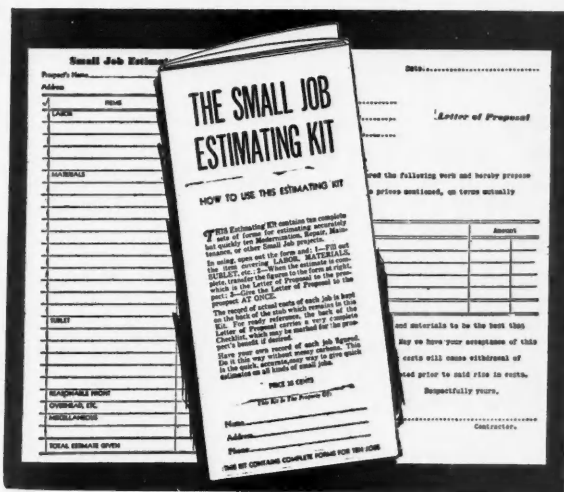 Small Job Estimat
Prospect's Name
Address
✓ ITEMS
LABOR
MATERIALS
SUBLET
REASONABLE PROFIT
OVERHEAD, ETC.
MISCELLANEOUS
TOTAL ESTIMATE GIVEN
THE SMALL JOB
ESTIMATING KIT
HOW TO USE THIS ESTIMATING KIT
THIS Estimating Kit contains ten complete
sets of forms for estimating accurately
but quickly ten Modernization, Repair, Main-
tenance, or other Small Job projects.
In using, open out the form and: 1—Fill out
the item covering LABOR, MATERIALS,
SUBLET, etc.; 2—When the estimate is com-
plete, transfer the figures to the form at right,
which is the Letter of Proposal to the pros-
pect; 3—Give the Letter of Proposal to the
prospect AT ONCE.
The record of actual costs of each job is kept
on the back of the stub which remains in this
Kit. For ready reference, the back of the
Letter of Proposal carries a very complete
Checklist, which may be marked for the pros-
pect's benefit if desired.
Have your own record of each job figured.
Do it this way without messy carbons. This
is the quick, accurate, easy way to give quick
estimates on all kinds of small jobs.
PRICE 25 CENTS
This Kit Is The Property Of:
Name
Address
Phone
THIS KIT CONTAINS COMPLETE FORMS FOR TEN JOBS
Date
Letter of Proposal
red the following work and hereby propose
prices mentioned, on terms mutually
Amount
and materials to be the best that
May we have your acceptance of this
costs will cause withdrawal of
ted prior to said rise in costs.
Respectfully yours,
Contractor.